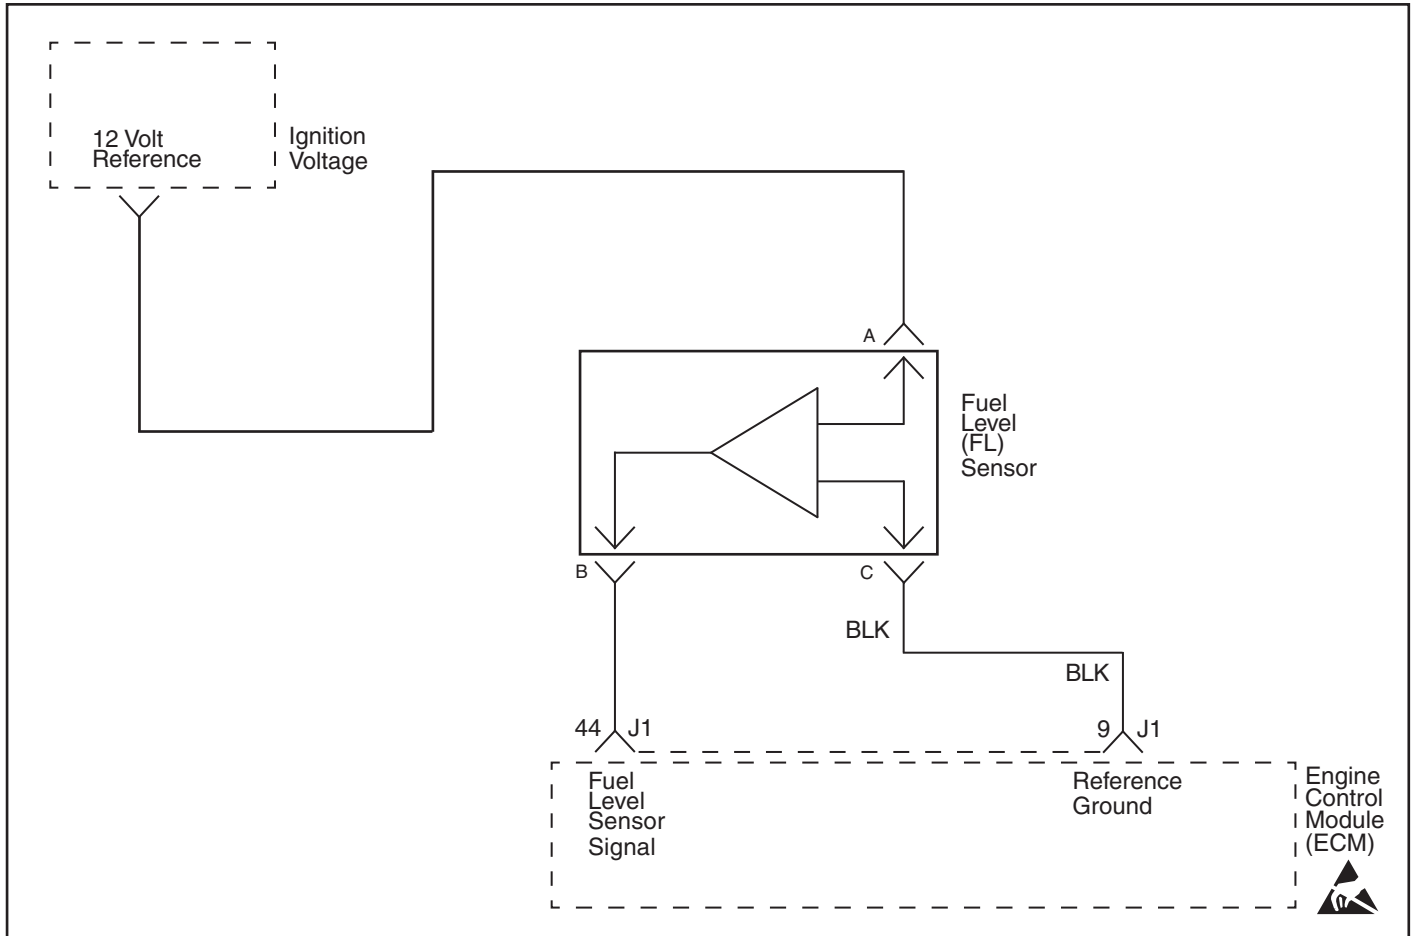 12 Volt
Reference
Ignition
Voltage
A
Fuel
Level
(FL)
Sensor
B
C
BLK
BLK
44
J1
9
J1
Fuel
Level
Sensor
Signal
Reference
Ground
Engine
Control
Module
(ECM)